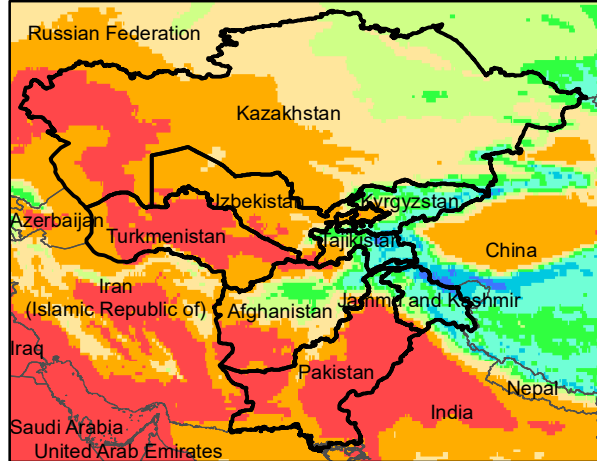 Russian Federation
Kazakhstan
Uzbekistan
Kyrgyzstan
Azerbaijan
Turkmenistan
Tajikistan
China
Iran
(Islamic Republic of)
Afghanistan
Jammu and Kashmir
Iraq
Pakistan
Nepal
India
Saudi Arabia
United Arab Emirates